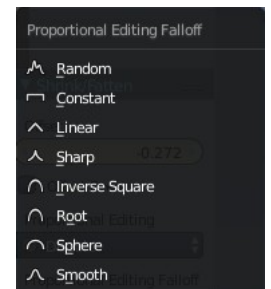 Proportional Editing Falloff
Random
Constant
Linear
Sharp
-0.272
Inverse Square
Root
Sphere
Smooth